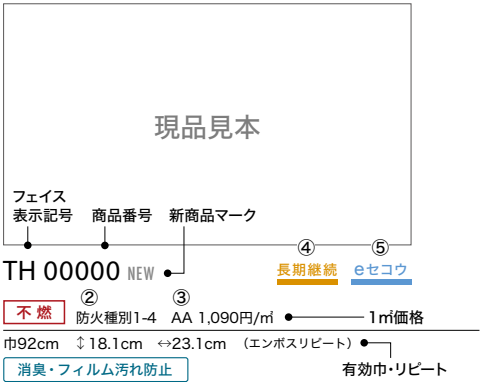 現品見本
フェイス
表示記号 商品番号 新商品マーク
④ ⑤
TH 00000 NEW 長期継続 eセコウ
② ③
不燃 防火種別1-4 AA 1,090円/㎡ 1㎡価格
巾92cm ↕18.1cm ↔23.1cm （エンボスリピート）
消臭・フィルム汚れ防止 有効巾・リピート